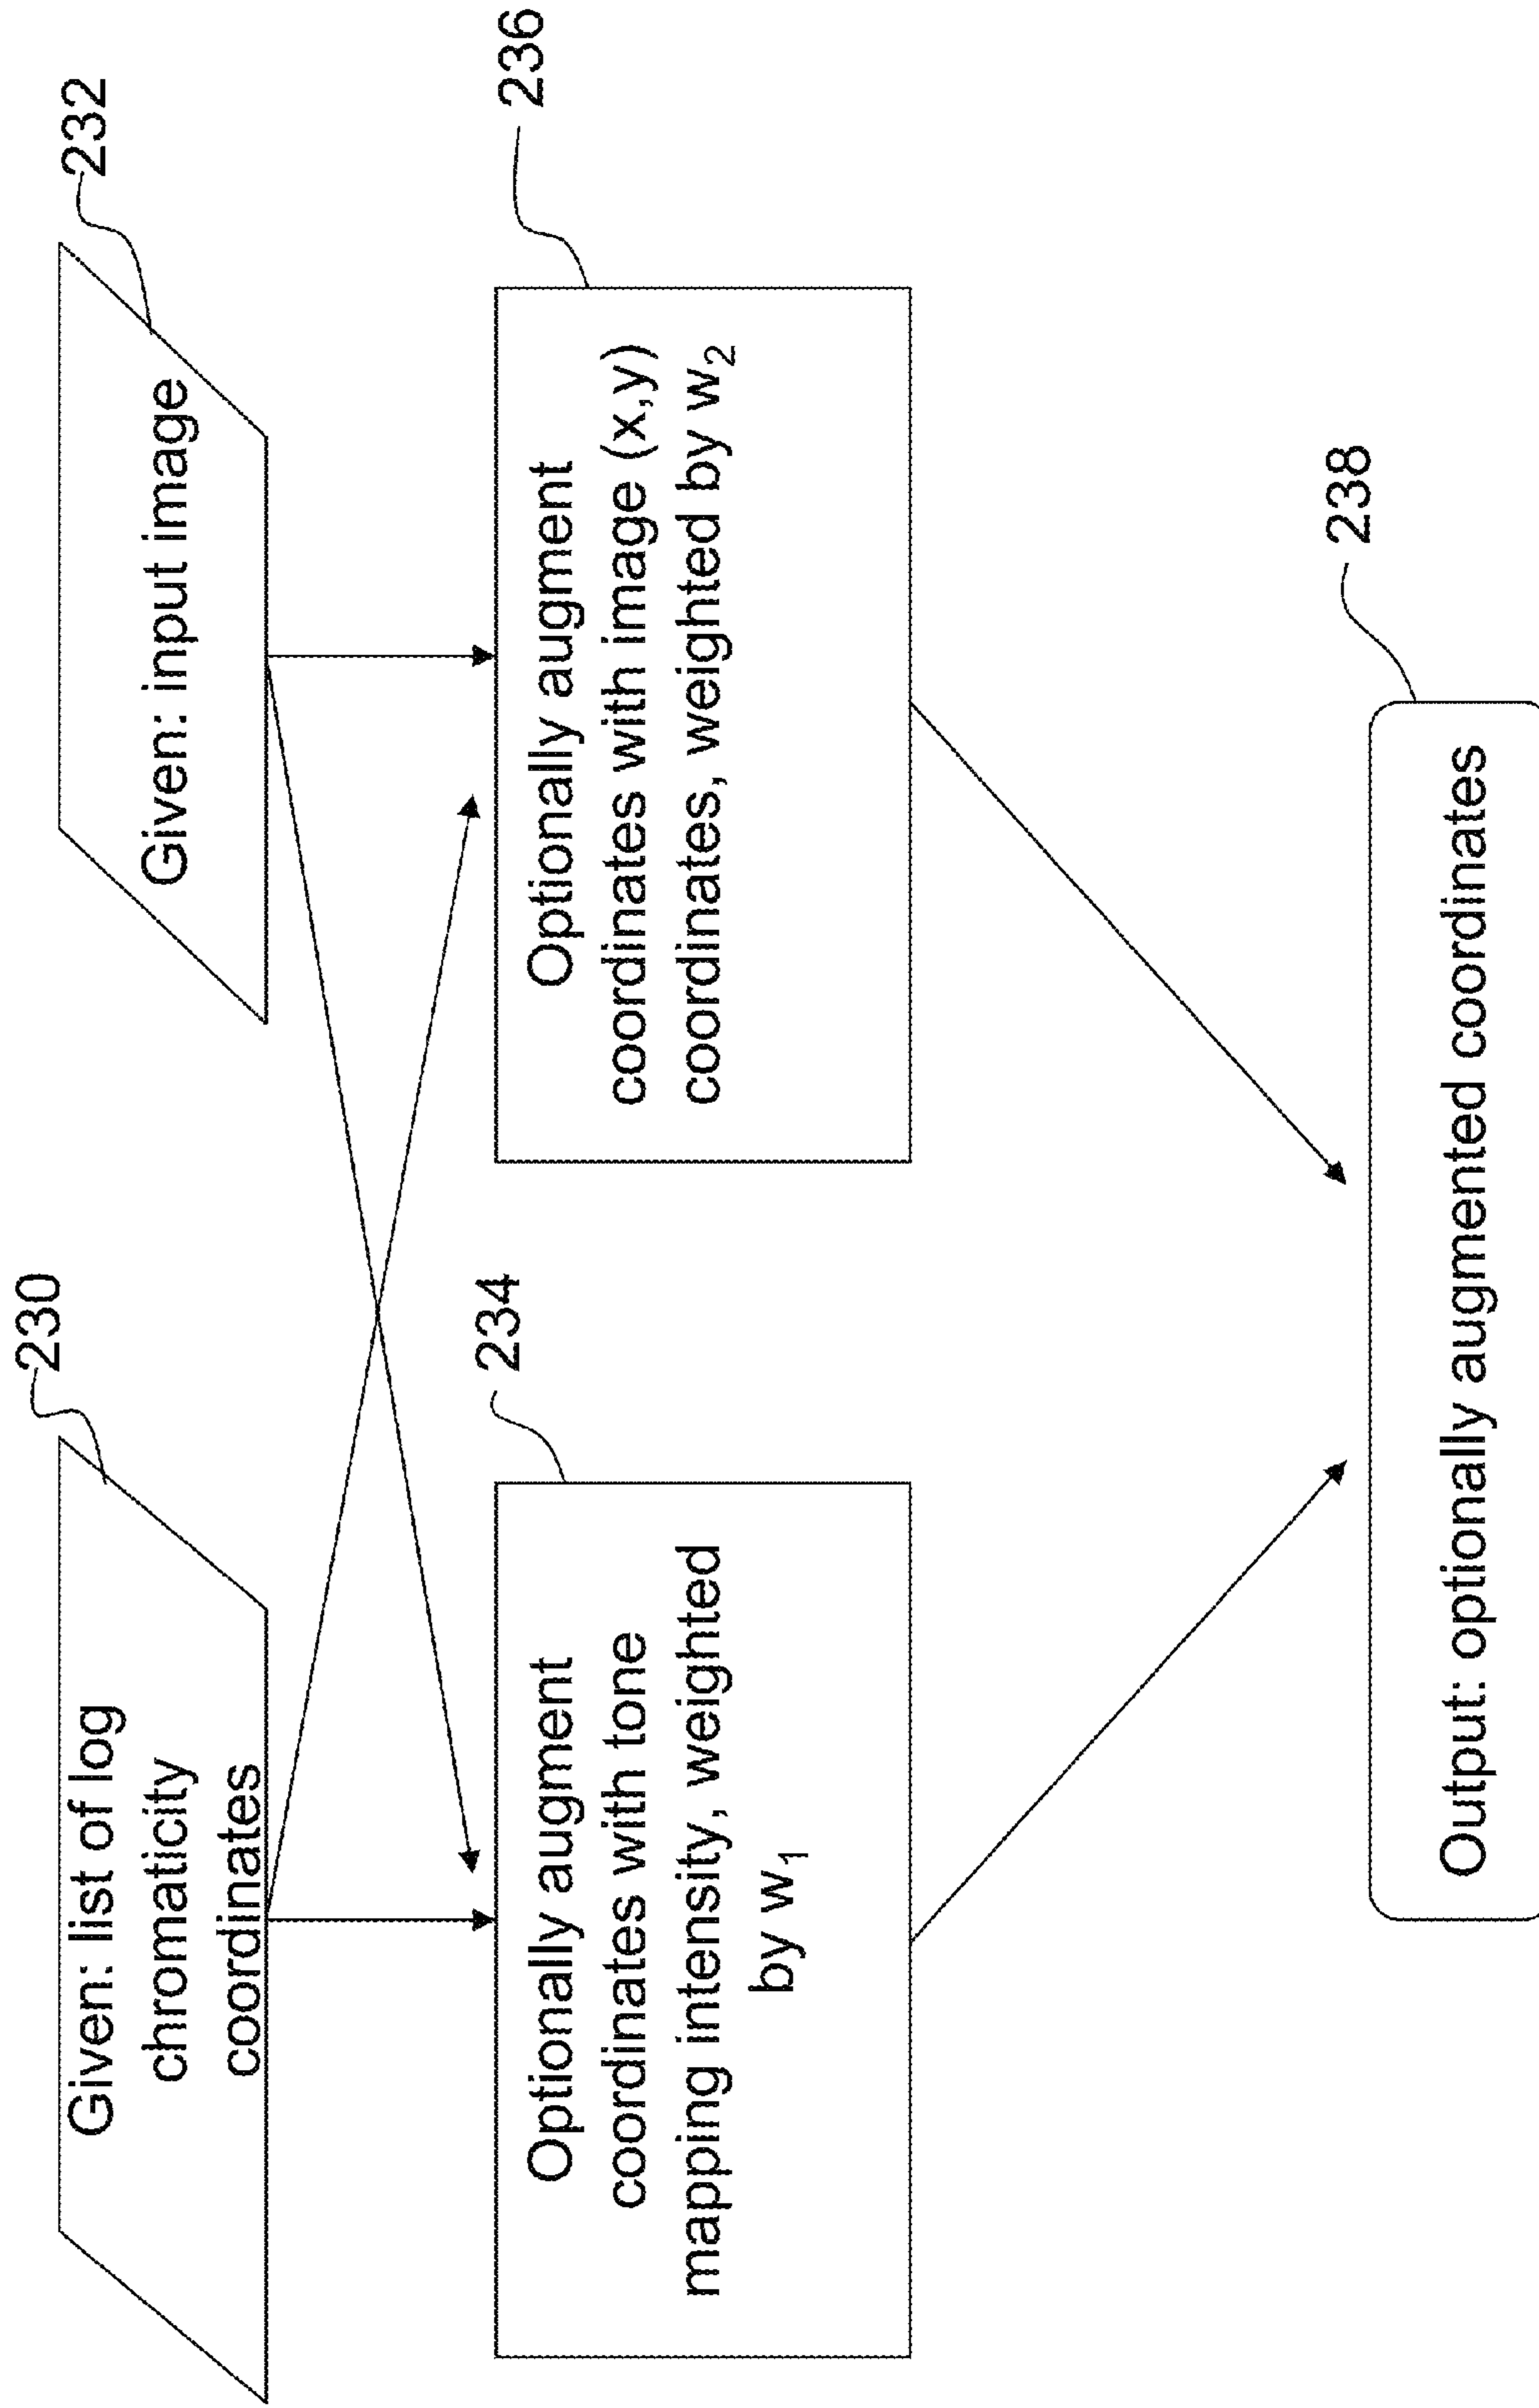 230
Given: list of log
chromaticity
coordinates
232
Given: input image
234
Optionally augment
coordinates with tone
mapping intensity, weighted
by w₁
236
Optionally augment
coordinates with image (x,y)
coordinates, weighted by w₂
238
Output: optionally augmented coordinates